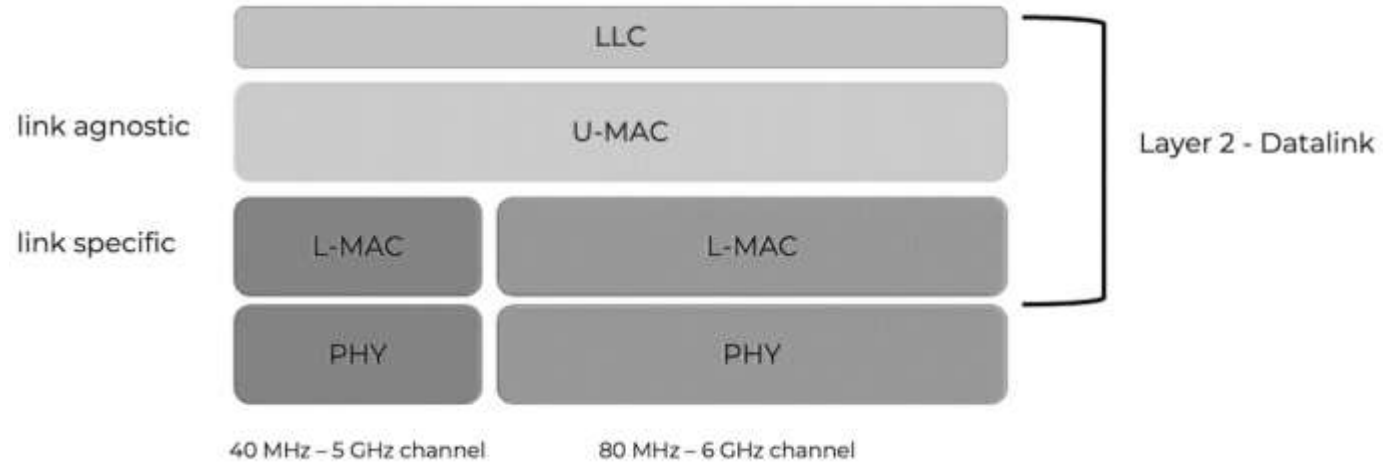 LLC
link agnostic
U-MAC
Layer 2 - Datalink
link specific
L-MAC
L-MAC
PHY
PHY
40 MHz – 5 GHz channel
80 MHz – 6 GHz channel